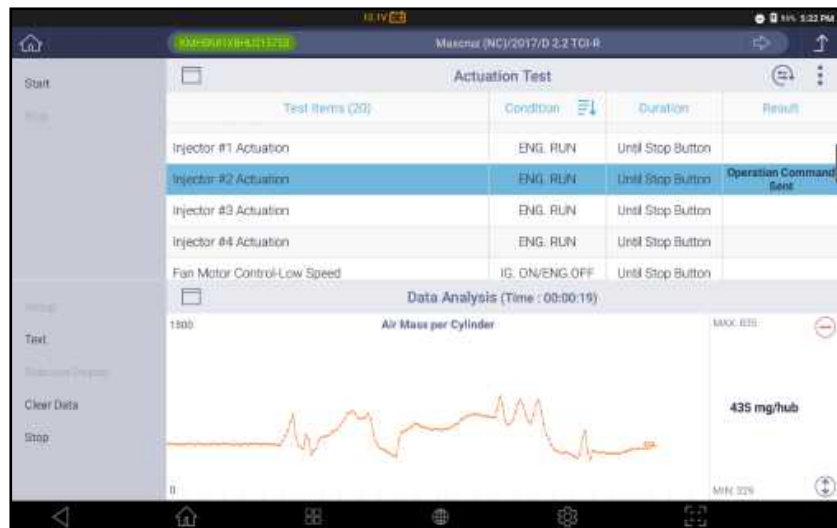 5:22 PM
2017/D 2.2 TCI-R
Start
Actuation Test
Test Items (20)
Condition
Duration
Result
Injector #1 Actuation
ENG. RUN
Until Stop Button
Injector #2 Actuation
ENG. RUN
Until Stop Button
Operation Command
Sent
Injector #3 Actuation
ENG. RUN
Until Stop Button
Injector #4 Actuation
ENG. RUN
Until Stop Button
Fan Motor Control-Low Speed
IG. ON/ENG.OFF
Until Stop Button
Data Analysis (Time : 00:00:19)
Text
Clear Data
Stop
Air Mass per Cylinder
0
435 mg/hub